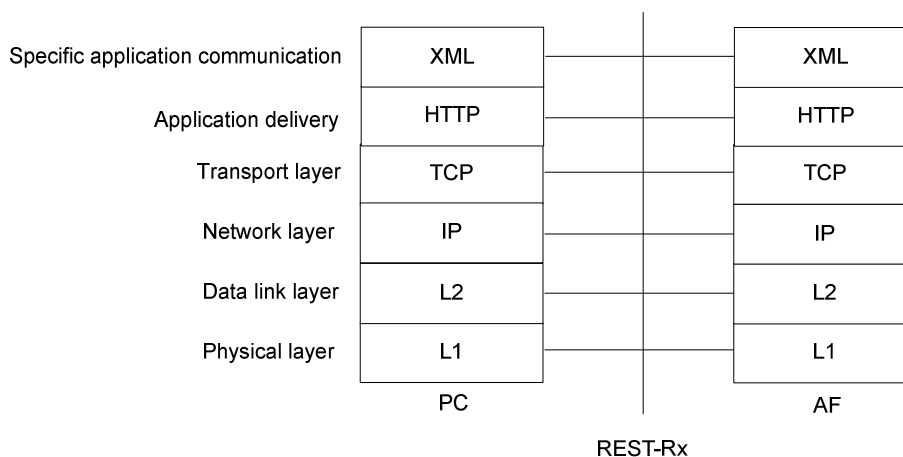 Specific application communication XML XML
Application delivery HTTP HTTP
Transport layer TCP TCP
Network layer IP IP
Data link layer L2 L2
Physical layer L1 L1
PC AF
REST-Rx